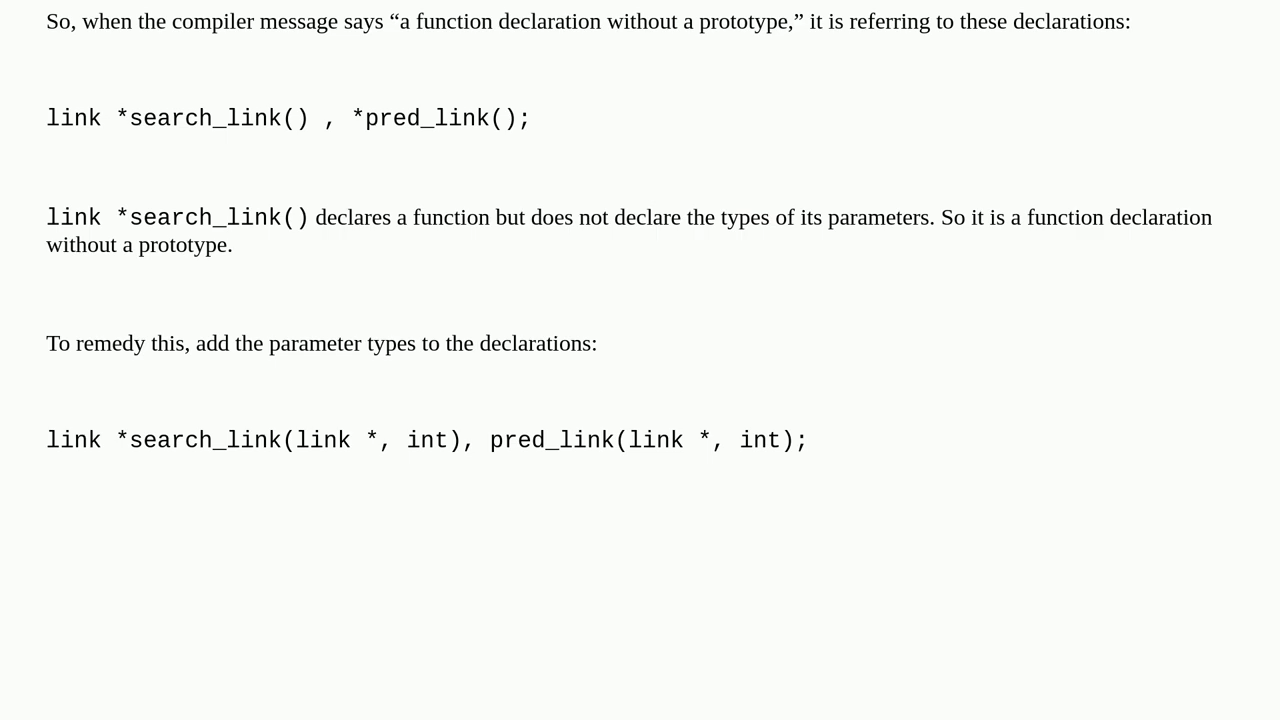 So, when the compiler message says “a function declaration without a prototype,” it is referring to these declarations:
link *search_link() , *pred_link();
link *search_link() declares a function but does not declare the types of its parameters. So it is a function declaration
without a prototype.
To remedy this, add the parameter types to the declarations:
link *search_link(link *, int), pred_link(link *, int);